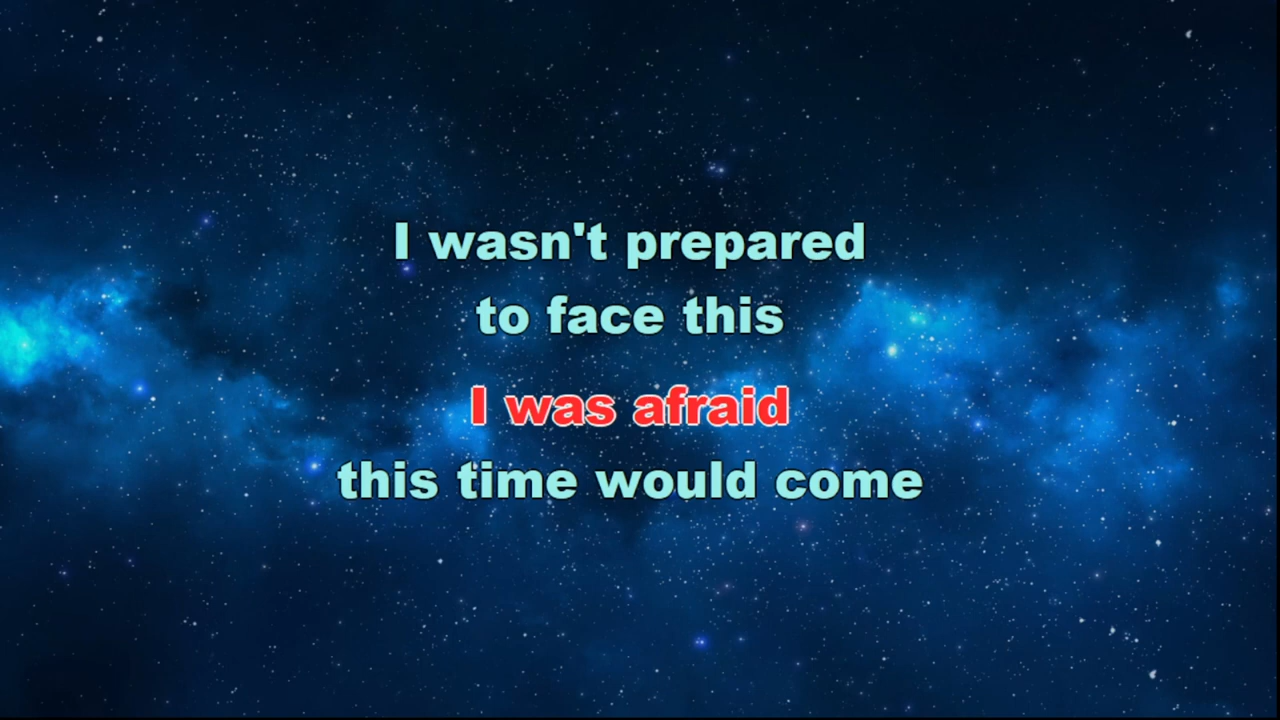 I wasn't prepared
to face this
I was afraid
this time would come